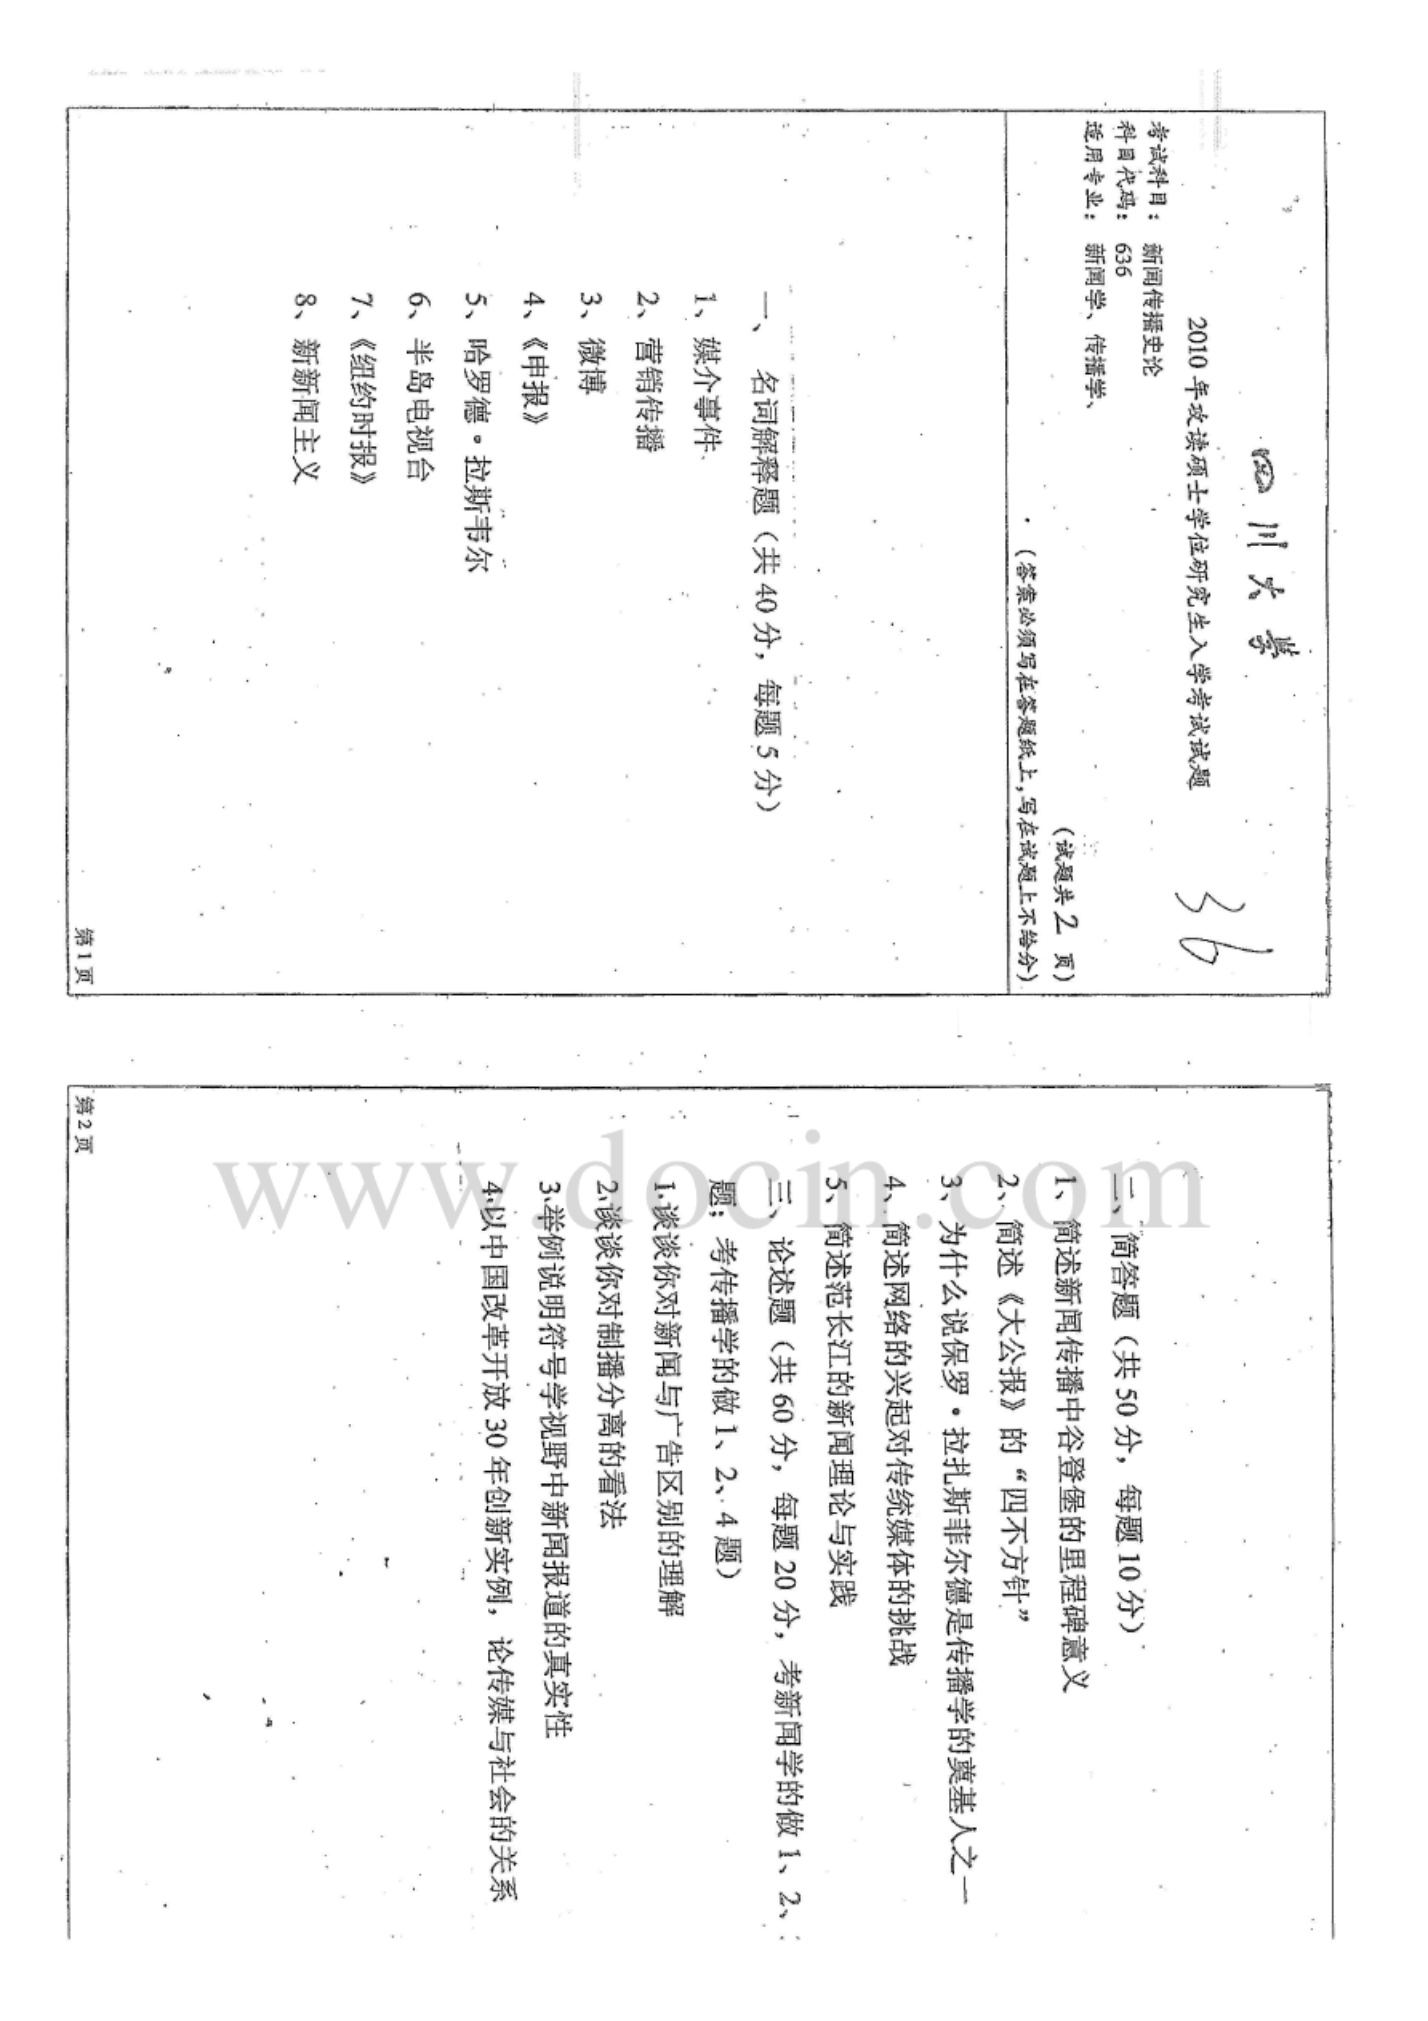 四川大学
36
2010年攻读硕士学位研究生入学考试试题
考试科目：新闻传播史论
科目代码：636
适用专业：新闻学、传播学、
（试题共 2 页）
（答案必须写在答题纸上，写在试题上不给分）
一、 名词解释题（共 40 分，每题 5 分）
1、 媒介事件
2、 营销传播
3、 微博
4、《申报》
5、 哈罗德·拉斯韦尔
6、 半岛电视台
7、《纽约时报》
8、 新新闻主义
第 1 页
二、简答题（共 50 分，每题 10 分）
1、 简述新闻传播中谷登堡的里程碑意义
2、 简述《大公报》的“四不方针”
3、 为什么说保罗·拉扎斯菲尔德是传播学的奠基人之一
4、 简述网络的兴起对传统媒体的挑战
5、 简述范长江的新闻理论与实践
三、 论述题（共 60 分，每题 20 分，考新闻学的做 1、2、
题；考传播学的做 1、2、4 题）
1、谈谈你对新闻与广告区别的理解
2、谈谈你对制播分离的看法
3、举例说明符号学视野中新闻报道的真实性
4、以中国改革开放 30 年创新实例，论传媒与社会的关系
第 2 页
www.docin.com